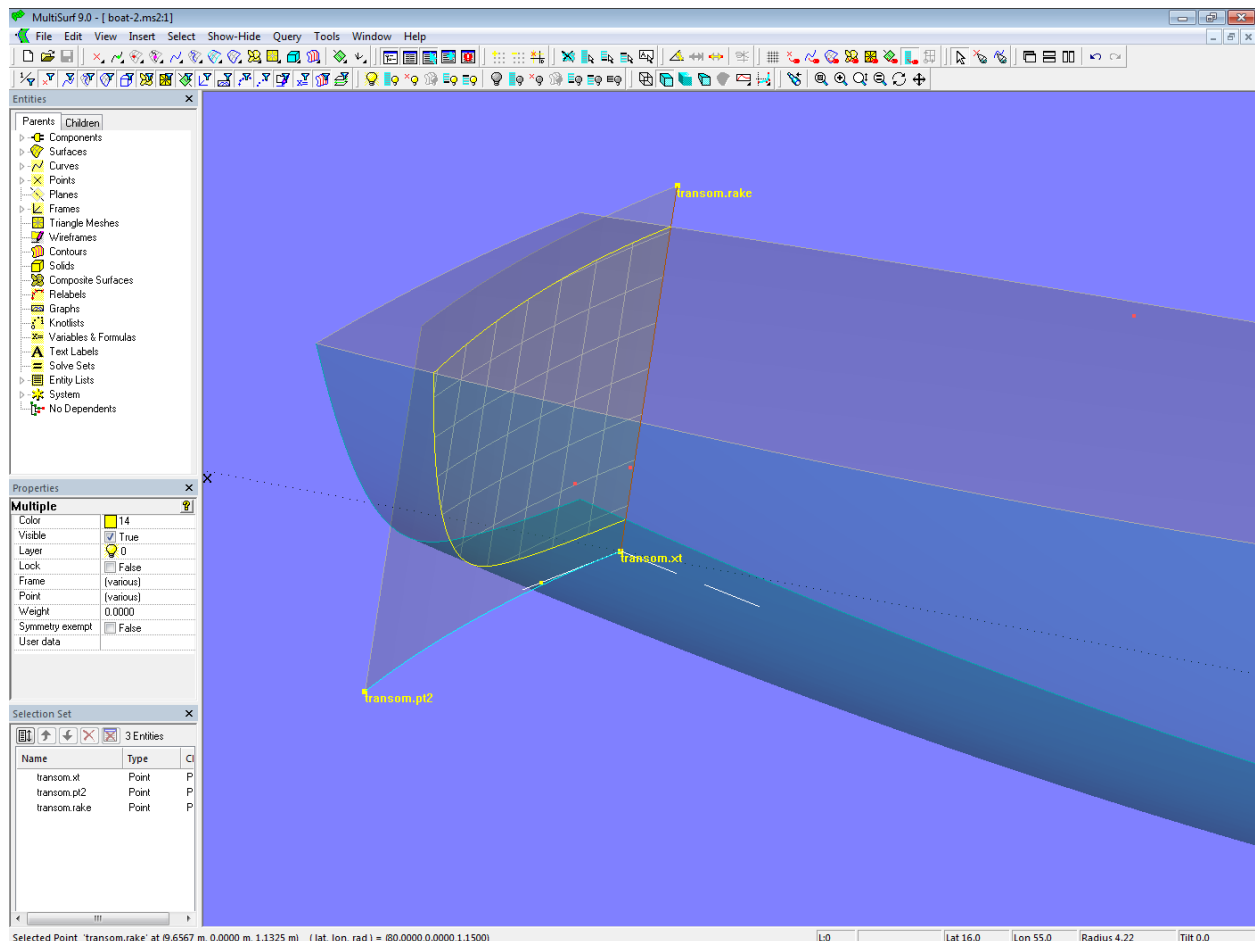 MultiSurf 9.0 - [ boat-2.ms2:1]
File Edit View Insert Select Show-Hide Query Tools Window Help
Entities
Parents Children
Components
Surfaces
Curves
Points
Planes
Frames
Triangle Meshes
Wireframes
Contours
Solids
Composite Surfaces
Relabels
Graphs
Knotlists
Variables & Formulas
Text Labels
Solve Sets
Entity Lists
System
No Dependents
Properties
Multiple
Color 14
Visible True
Layer 0
Lock False
Frame (various)
Point (various)
Weight 0.0000
Symmetry exempt False
User data
Selection Set
3 Entities
Name Type Cl
transom.xt Point P
transom.pt2 Point P
transom.rake Point P
transom.rake
X
transom.xt
transom.pt2
Selected Point 'transom.rake' at (9.6567 m, 0.0000 m, 1.1325 m) ( lat, lon, rad ) = (80.0000,0.0000,1.1500) L:0 Lat 16.0 Lon 55.0 Radius 4.22 Tilt 0.0